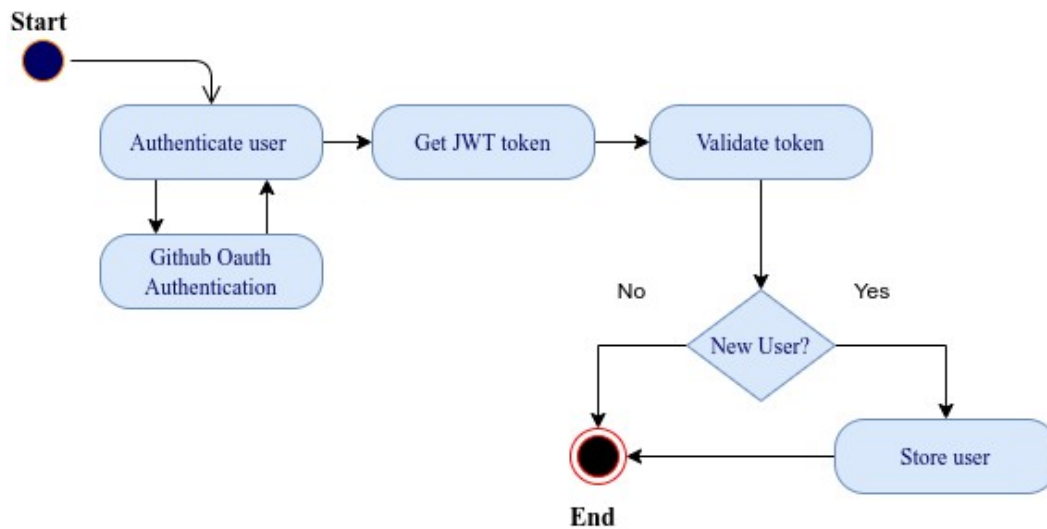 Start
Authenticate user
Get JWT token
Validate token
Github Oauth
Authentication
No
Yes
New User?
Store user
End